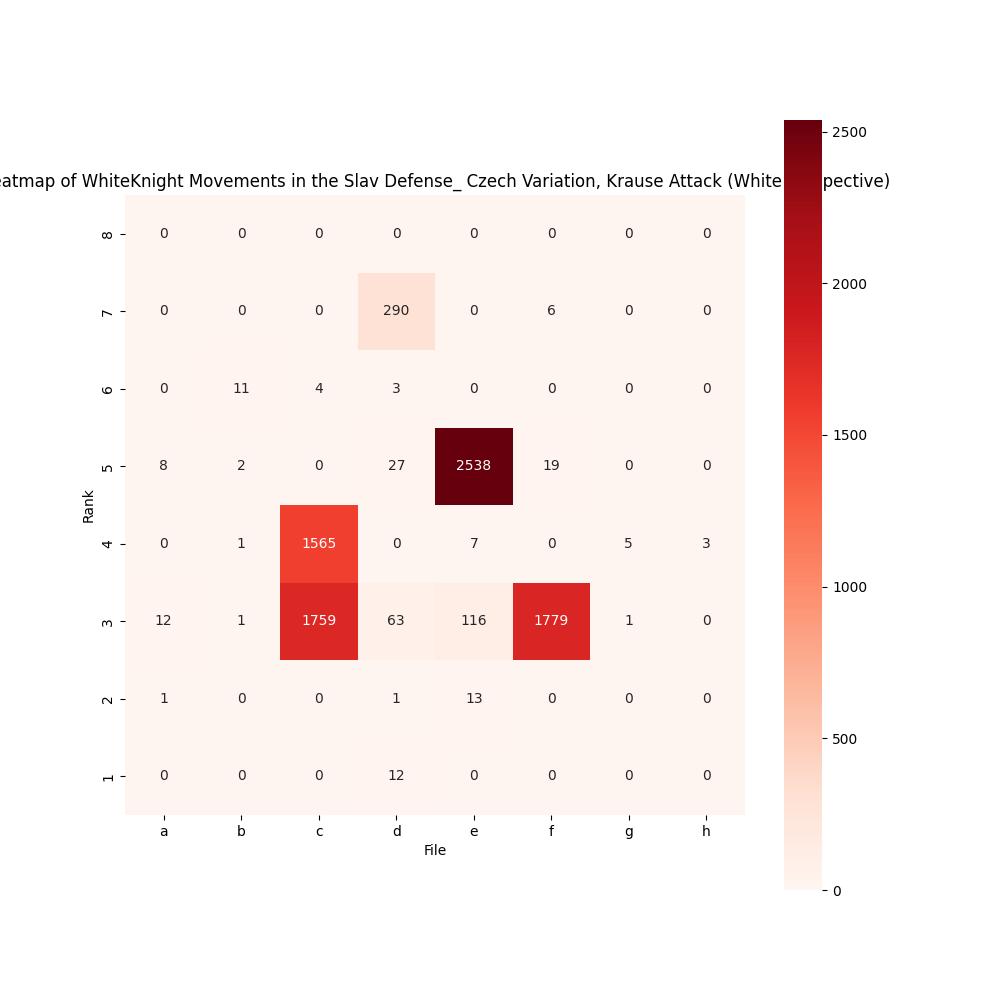 eatmap of WhiteKnight Movements in the Slav Defense_ Czech Variation, Krause Attack (White pective)
8 0 0 0 0 0 0 0 0
7 0 0 0 290 0 6 0 0
6 0 11 4 3 0 0 0 0
5 8 2 0 27 2538 19 0 0
4 0 1 1565 0 7 0 5 3
3 12 1 1759 63 116 1779 1 0
2 1 0 0 1 13 0 0 0
1 0 0 0 12 0 0 0 0
a b c d e f g h
File
Rank
2500
2000
1500
1000
500
0